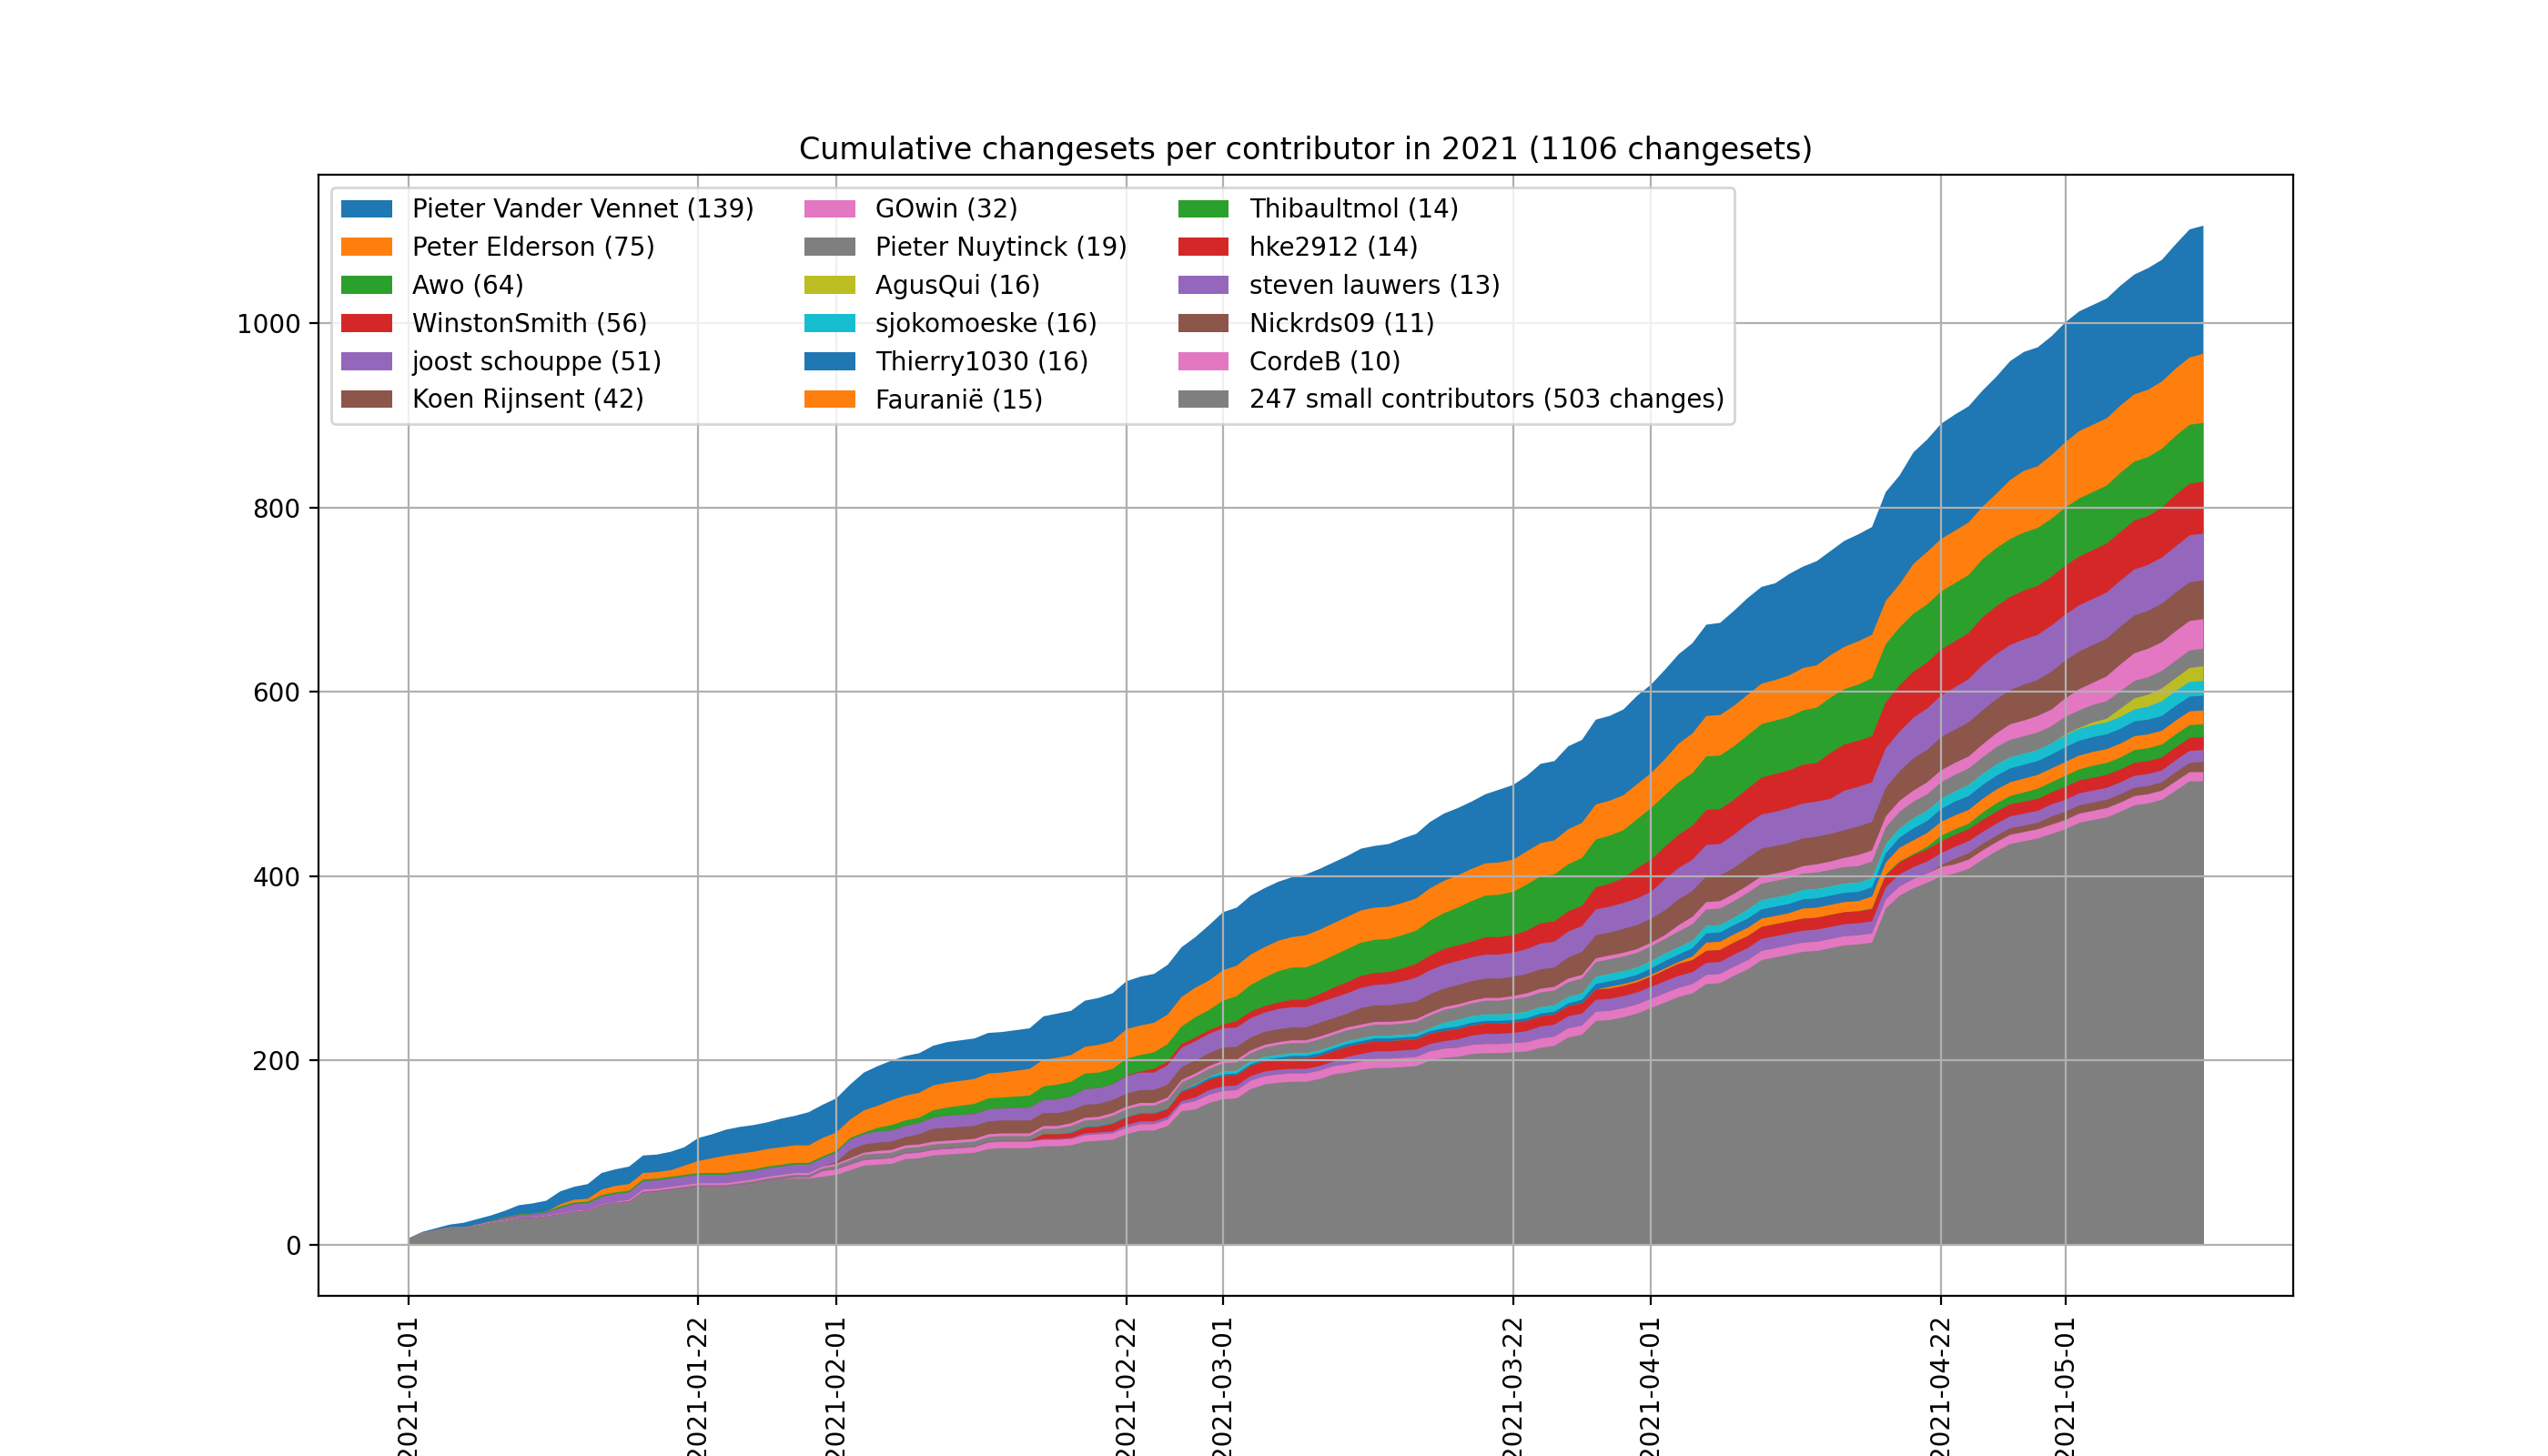 Cumulative changesets per contributor in 2021 (1106 changesets)
Pieter Vander Vennet (139)
Peter Elderson (75)
Awo (64)
WinstonSmith (56)
joost schouppe (51)
Koen Rijnsent (42)
GOwin (32)
Pieter Nuytinck (19)
AgusQui (16)
sjokomoeske (16)
Thierry1030 (16)
Fauranië (15)
Thibaultmol (14)
hke2912 (14)
steven lauwers (13)
Nickrds09 (11)
CordeB (10)
247 small contributors (503 changes)
1000
800
600
400
200
0
2021-01-01
2021-01-22
2021-02-01
2021-02-22
2021-03-01
2021-03-22
2021-04-01
2021-04-22
2021-05-01